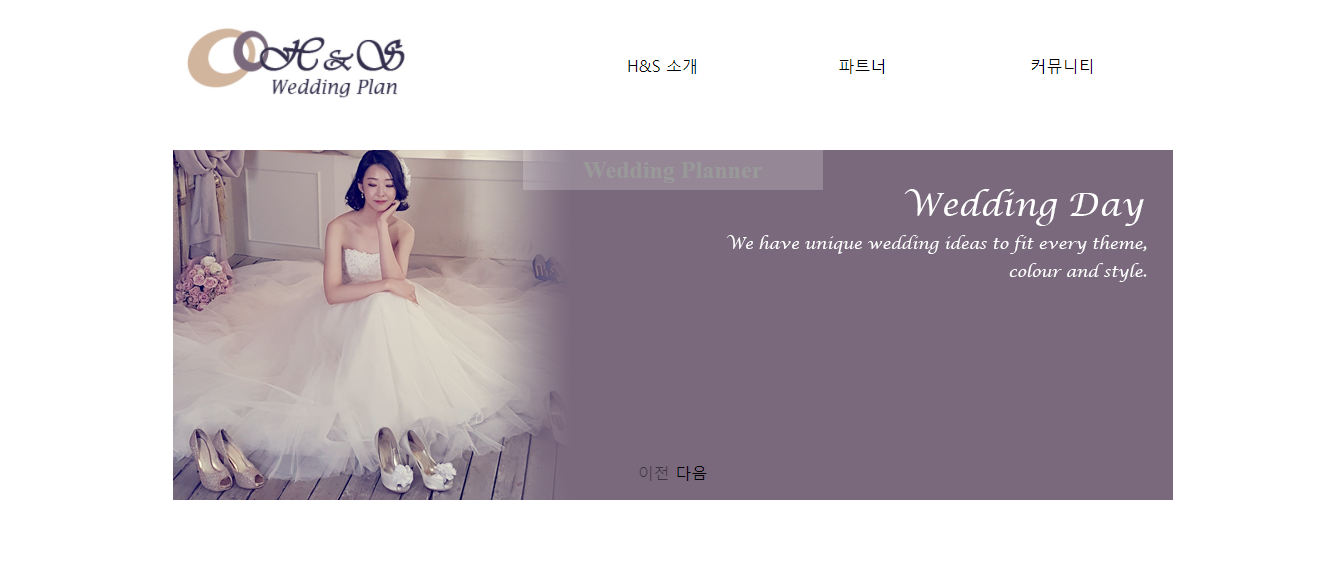 H&S
Wedding Plan
H&S 소개
파트너
커뮤니티
Wedding Planner
Wedding Day
We have unique wedding ideas to fit every theme,
colour and style.
이전 다음